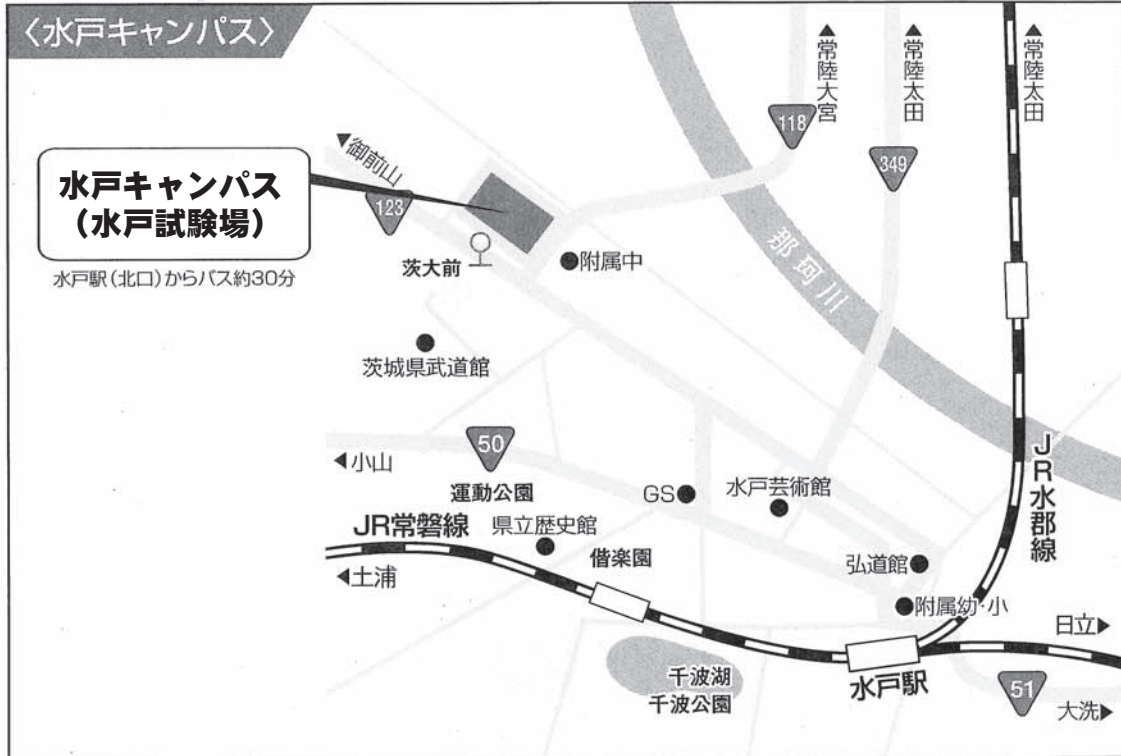 〈水戸キャンパス〉
▲常陸大宮
▲常陸太田
▲常陸太田
118
349
◀御前山
水戸キャンパス
(水戸試験場)
123
水戸駅(北口)からバス約30分
茨大前
●附属中
那珂川
茨城県武道館
50
◀小山
運動公園
GS●
水戸芸術館
JR水郡線
JR常磐線
県立歴史館
偕楽園
◀土浦
弘道館
●附属幼・小
日立▶
千波湖
千波公園
水戸駅
51
大洗▶